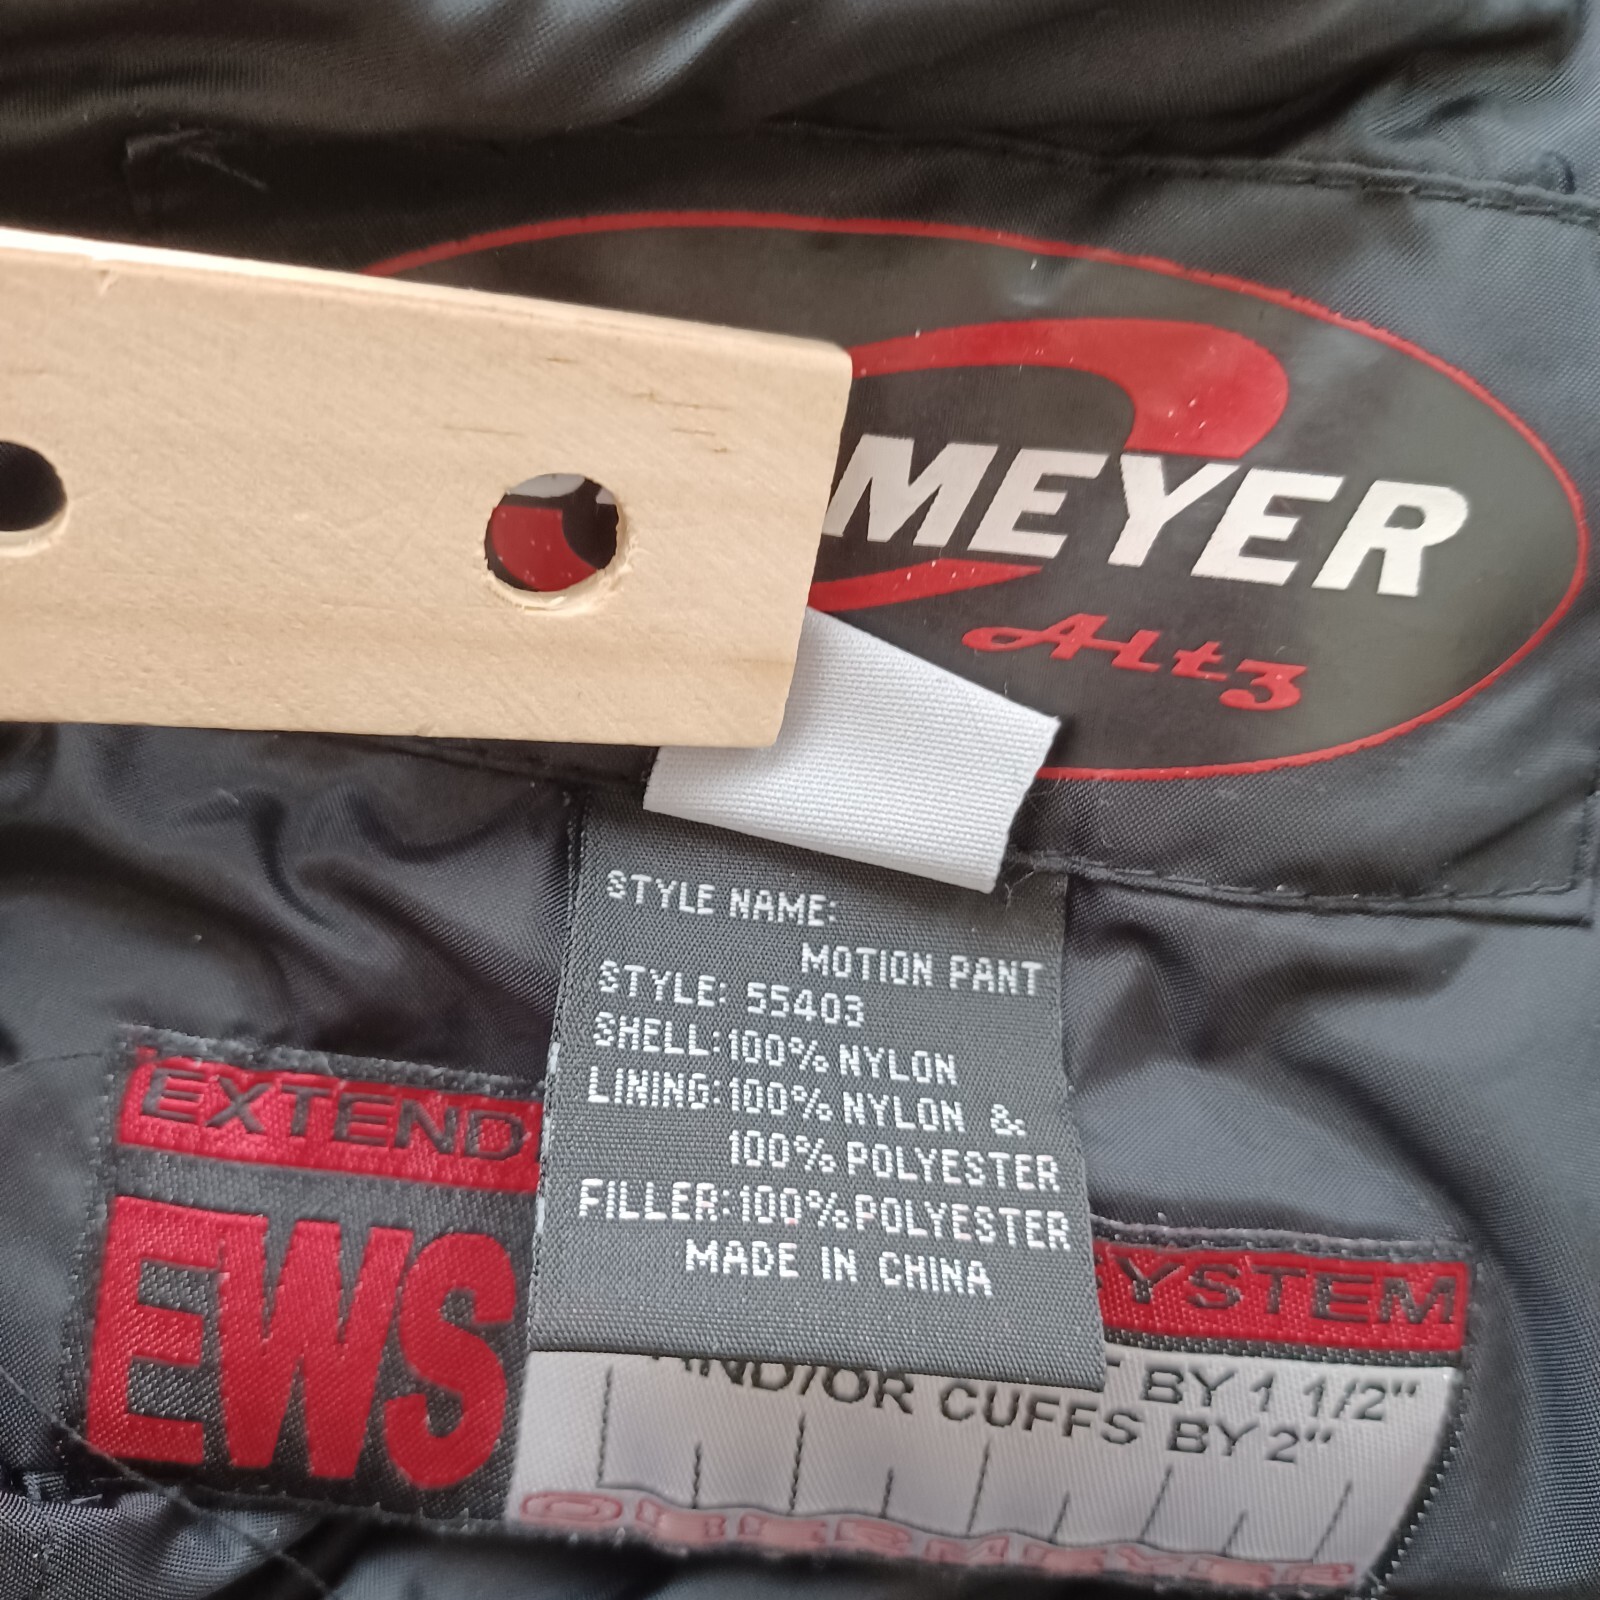 MEYER
ALt3
STYLE NAME:
MOTION PANT
STYLE: 55403
SHELL:100% NYLON
LINING:100% NYLON &
100% POLYESTER
FILLER:100% POLYESTER
MADE IN CHINA
EXTEND
SYSTEM
EWS
BY 1 1/2"
AND/OR CUFFS BY 2"
OBERMEYER